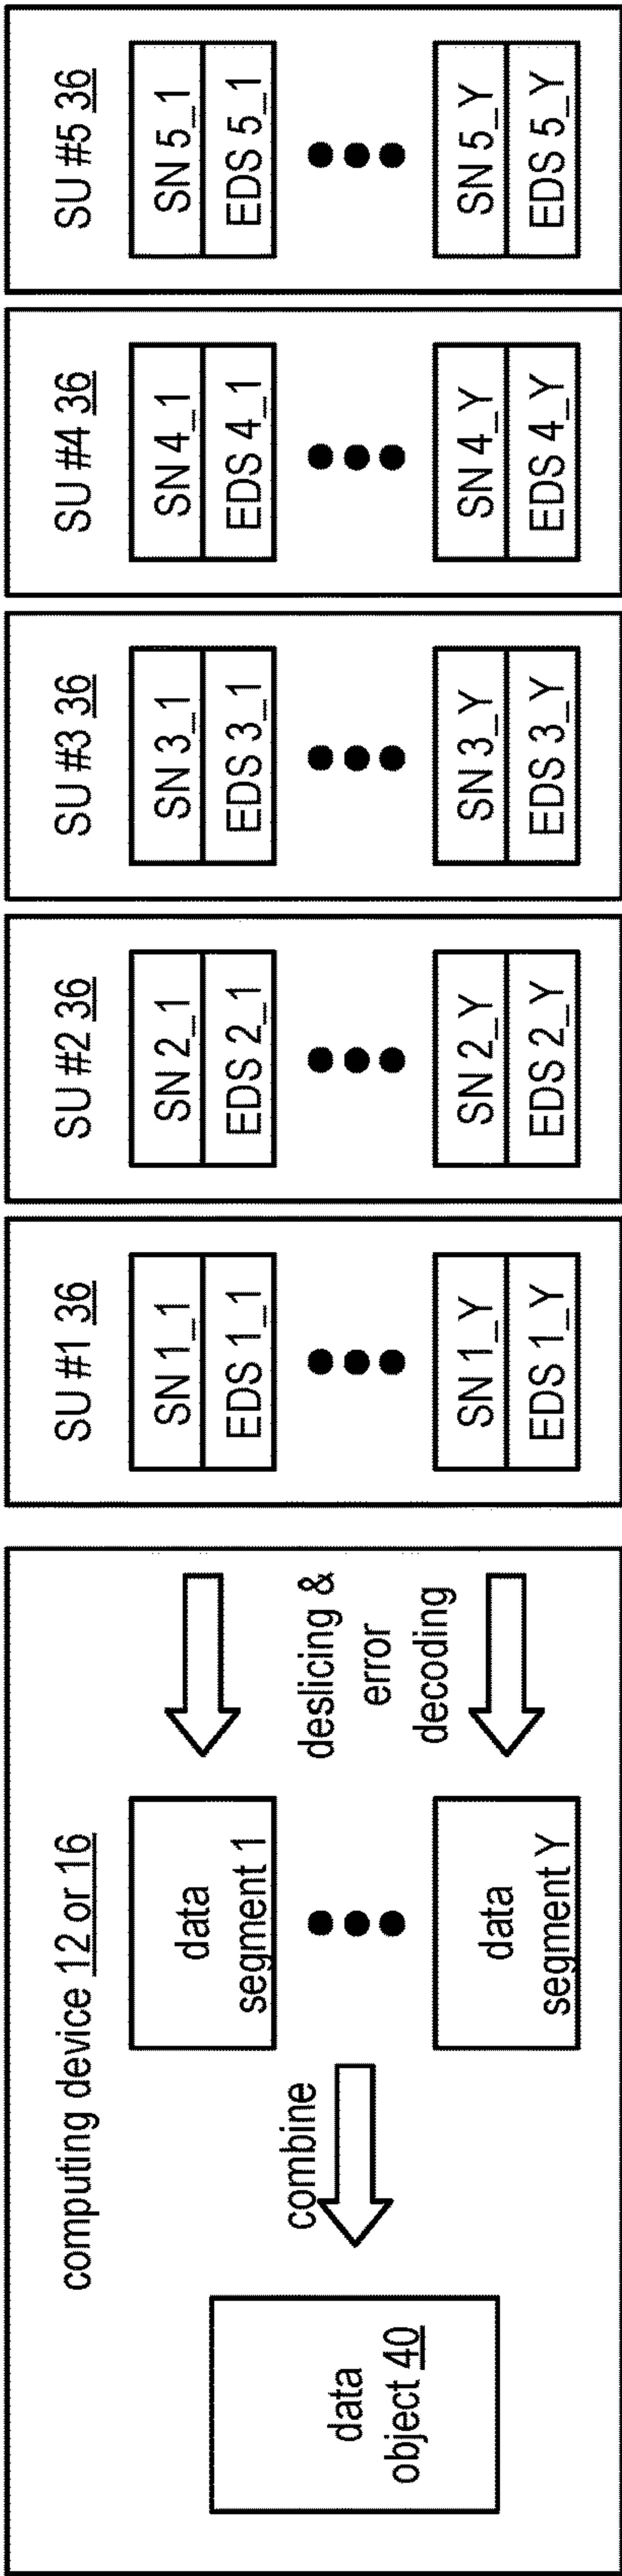 computing device 12 or 16
data
object 40
combine
data
segment 1
data
segment Y
deslicing &
error
decoding
SU #1 36
SN 1_1
EDS 1_1
SN 1_Y
EDS 1_Y
SU #2 36
SN 2_1
EDS 2_1
SN 2_Y
EDS 2_Y
SU #3 36
SN 3_1
EDS 3_1
SN 3_Y
EDS 3_Y
SU #4 36
SN 4_1
EDS 4_1
SN 4_Y
EDS 4_Y
SU #5 36
SN 5_1
EDS 5_1
SN 5_Y
EDS 5_Y